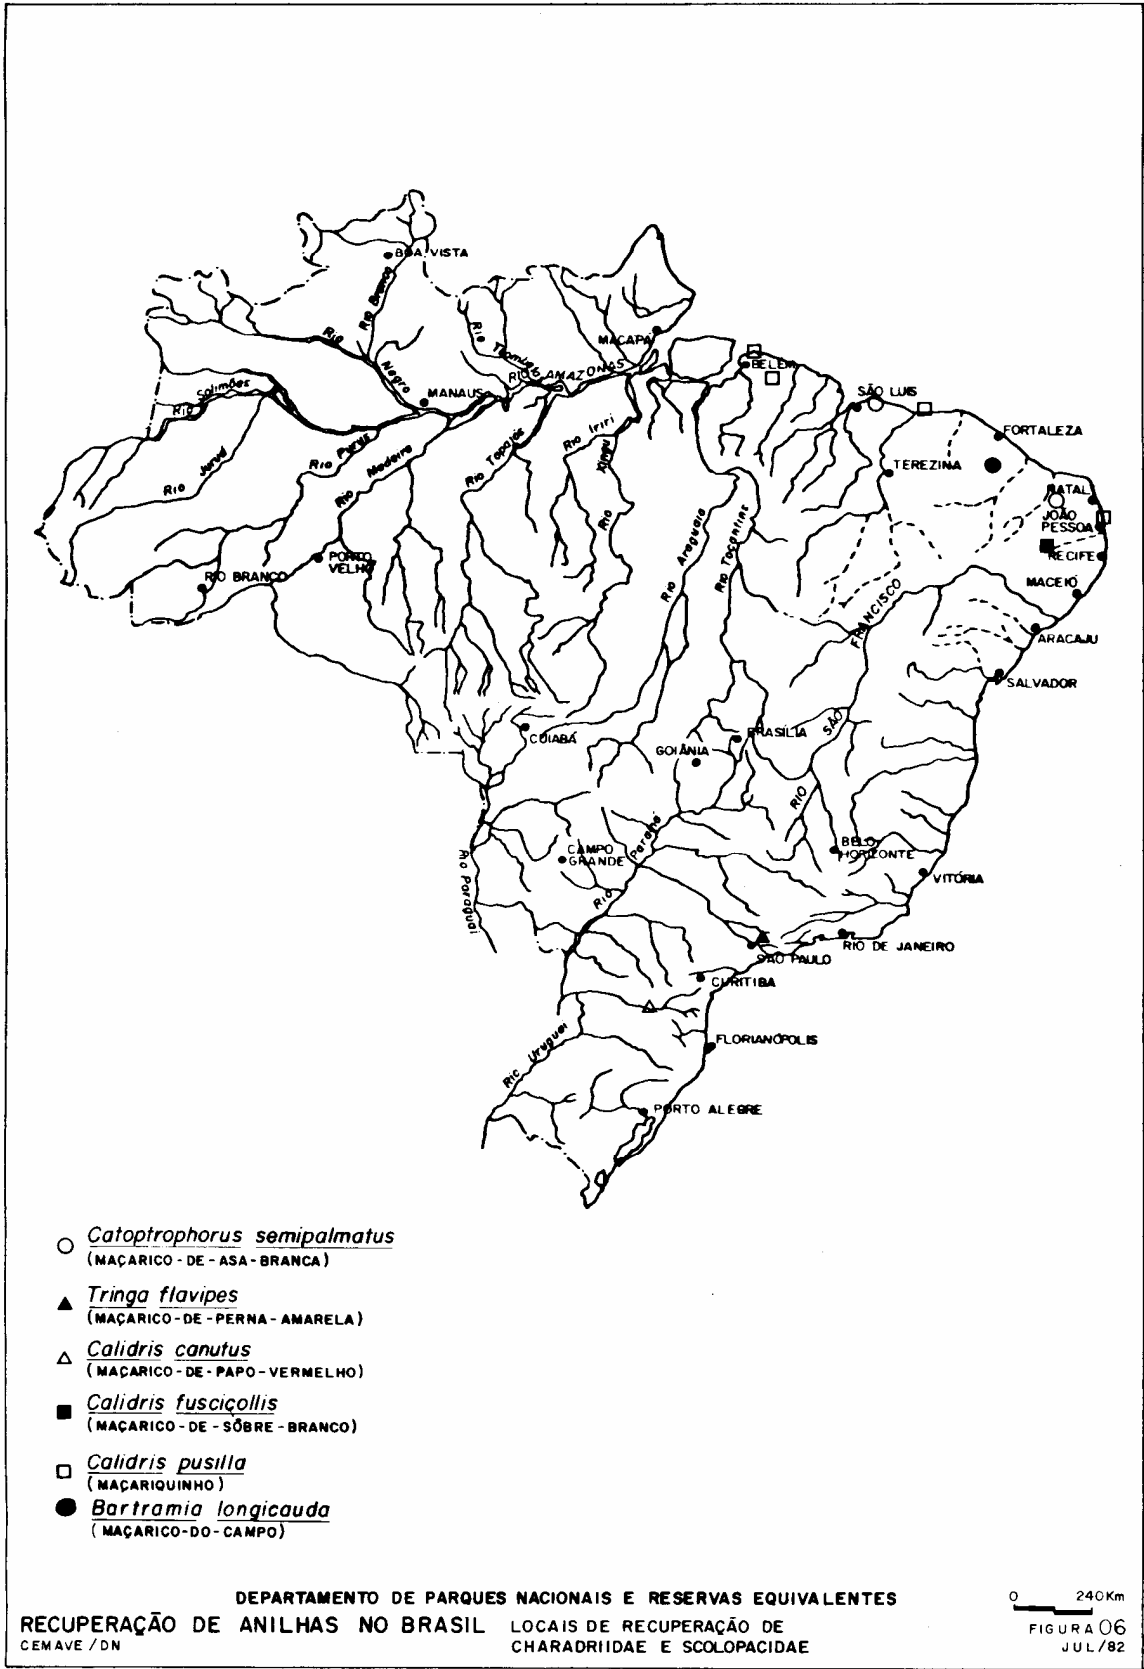 BOA VISTA
Rio Branco
Rio
Negro
Rio
Trombetas
MACAPÁ
RIO AMAZONAS
BELEM
MANAUS
Rio Solimões
SÃO LUIS
FORTALEZA
Rio Juruá
Rio Purus
Rio Madeira
Rio Tapajós
Rio Iriri
Rio Xingu
TEREZINA
NATAL
JOÃO
PESSOA
RECIFE
Rio Araguaia
Rio Tocantins
PORTO
VELHO
RIO BRANCO
MACEIÓ
ARACAJU
SALVADOR
RIO SÃO FRANCISCO
CUIABÁ
GOIÂNIA
BRASÍLIA
CAMPO
GRANDE
Rio Paraná
BELO
HORIZONTE
VITÓRIA
Rio Paraguai
RIO DE JANEIRO
SÃO PAULO
CURITIBA
FLORIANÓPOLIS
Rio Uruguai
PORTO ALEGRE
Catoptrophorus semipalmatus
(MAÇARICO-DE-ASA-BRANCA)
Tringa flavipes
(MAÇARICO-DE-PERNA-AMARELA)
Calidris canutus
(MAÇARICO-DE-PAPO-VERMELHO)
Calidris fuscicollis
(MAÇARICO-DE-SÔBRE-BRANCO)
Calidris pusilla
(MAÇARIQUINHO)
Bartramia longicauda
(MAÇARICO-DO-CAMPO)
DEPARTAMENTO DE PARQUES NACIONAIS E RESERVAS EQUIVALENTES
0 240Km
RECUPERAÇÃO DE ANILHAS NO BRASIL
CEMAVE/DN
LOCAIS DE RECUPERAÇÃO DE
CHARADRIIDAE E SCOLOPACIDAE
FIGURA 06
JUL/82